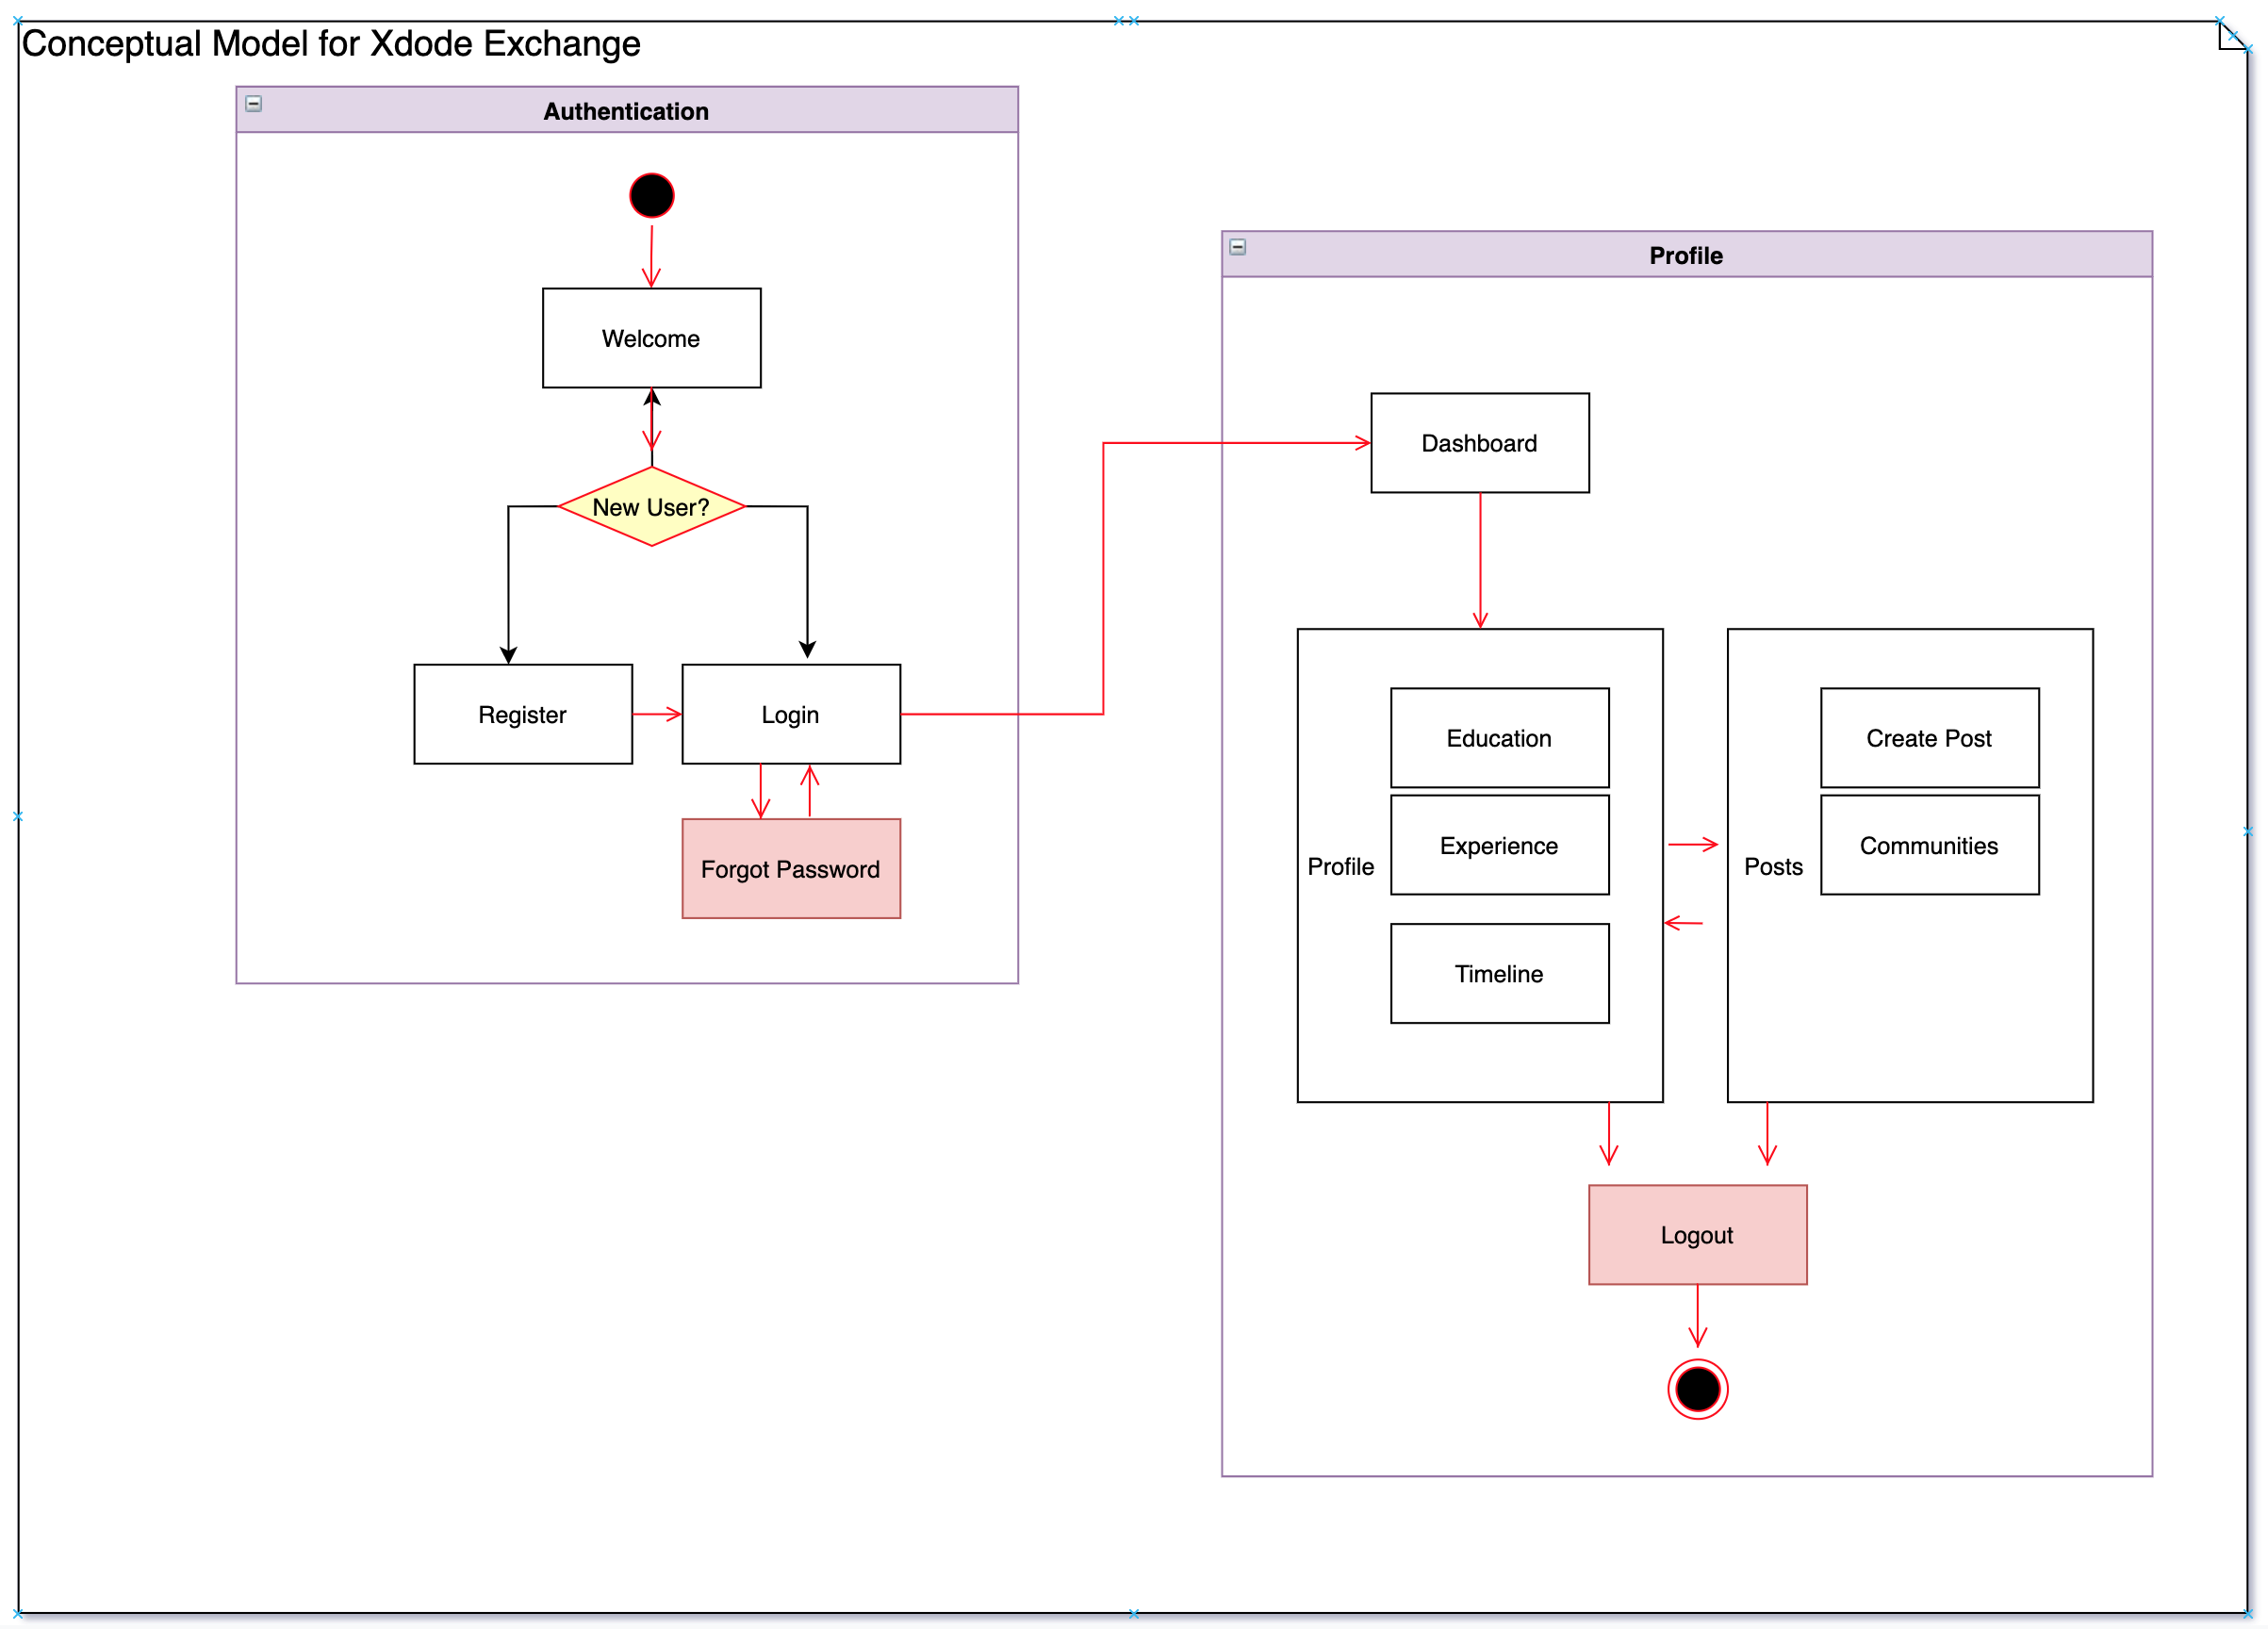 Conceptual Model for Xdode Exchange
Authentication
Welcome
New User?
Register
Login
Forgot Password
Profile
Dashboard
Profile
Education
Experience
Timeline
Posts
Create Post
Communities
Logout